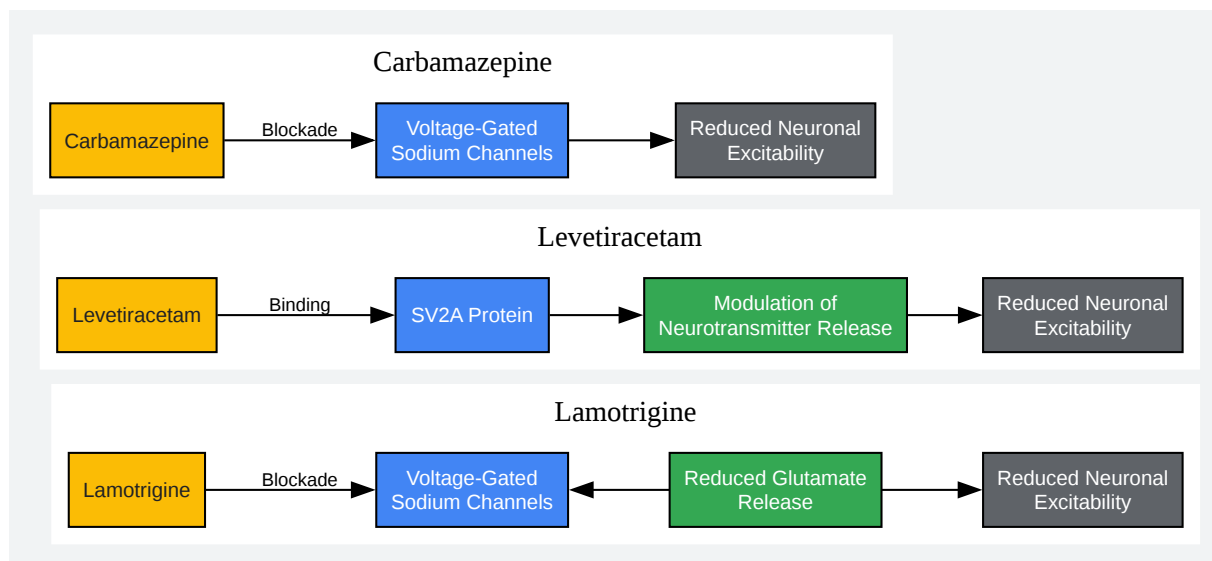 Carbamazepine
Carbamazepine
Blockade
Voltage-Gated
Sodium Channels
Reduced Neuronal
Excitability
Levetiracetam
Levetiracetam
Binding
SV2A Protein
Modulation of
Neurotransmitter Release
Reduced Neuronal
Excitability
Lamotrigine
Lamotrigine
Blockade
Voltage-Gated
Sodium Channels
Reduced Glutamate
Release
Reduced Neuronal
Excitability